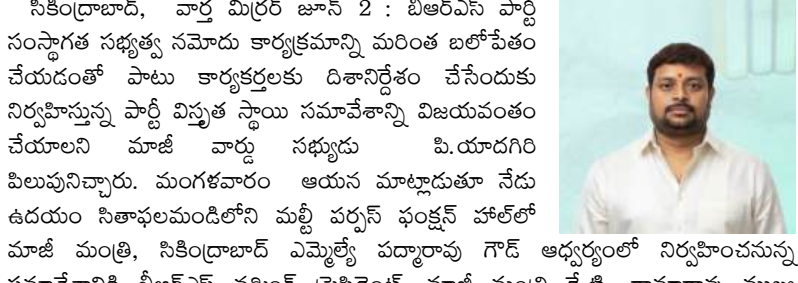 సికింద్రాబాద్, వార్త మిర్రర్ జూన్ 2 : బీఆర్ఎస్ పార్టీ
సంస్థాగత సభ్యత్వ నమోదు కార్యక్రమాన్ని మరింత బలోపేతం
చేయడంతో పాటు కార్యకర్తలకు దిశానిర్దేశం చేసేందుకు
నిర్వహిస్తున్న పార్టీ విస్తృత స్థాయి సమావేశాన్ని విజయవంతం
చేయాలని మాజీ వార్డు సభ్యుడు పి.యాదగిరి
పిలుపునిచ్చారు. మంగళవారం ఆయన మాట్లాడుతూ నేడు
ఉదయం సితాఫలమండిలోని మల్టీ పర్పస్ ఫంక్షన్ హాల్‌లో
మాజీ మంత్రి, సికింద్రాబాద్ ఎమ్మెల్యే పద్మారావు గౌడ్ ఆధ్వర్యంలో నిర్వహించనున్న